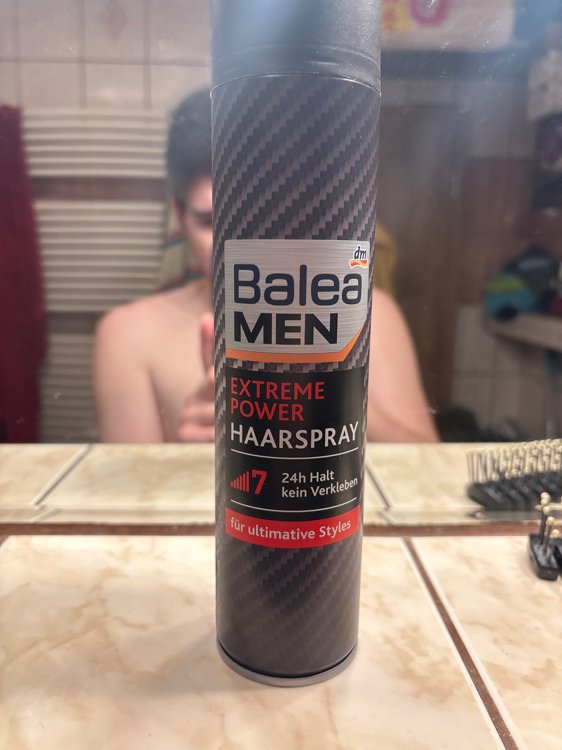 dm
Balea
MEN
EXTREME
POWER
HAARSPRAY
7
24h Halt
kein Verkleben
für ultimative Styles